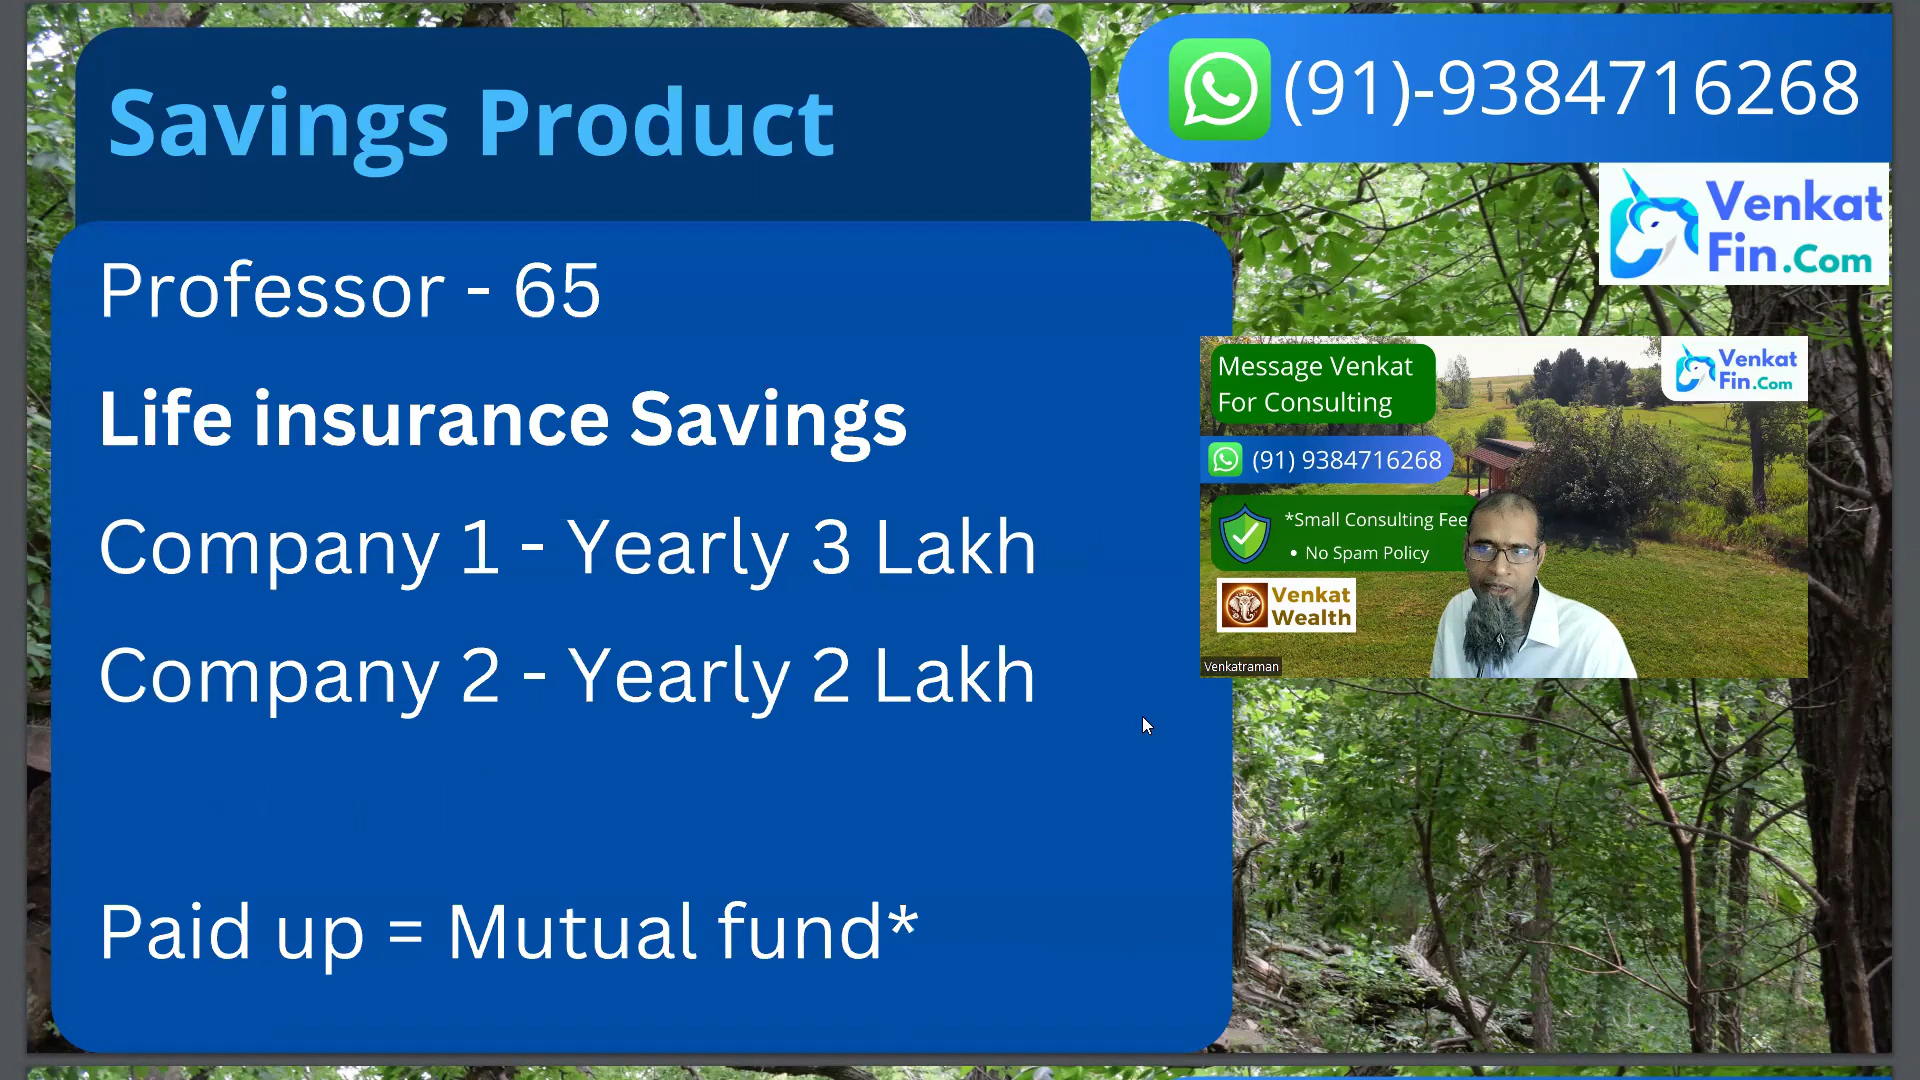 Savings Product
(91)-9384716268
Venkat
Fin.Com
Professor - 65
Life insurance Savings
Company 1 - Yearly 3 Lakh
Company 2 - Yearly 2 Lakh
Paid up = Mutual fund*
Message Venkat
For Consulting
Venkat
Fin.Com
(91) 9384716268
*Small Consulting Fee
• No Spam Policy
Venkat
Wealth
Venkatraman